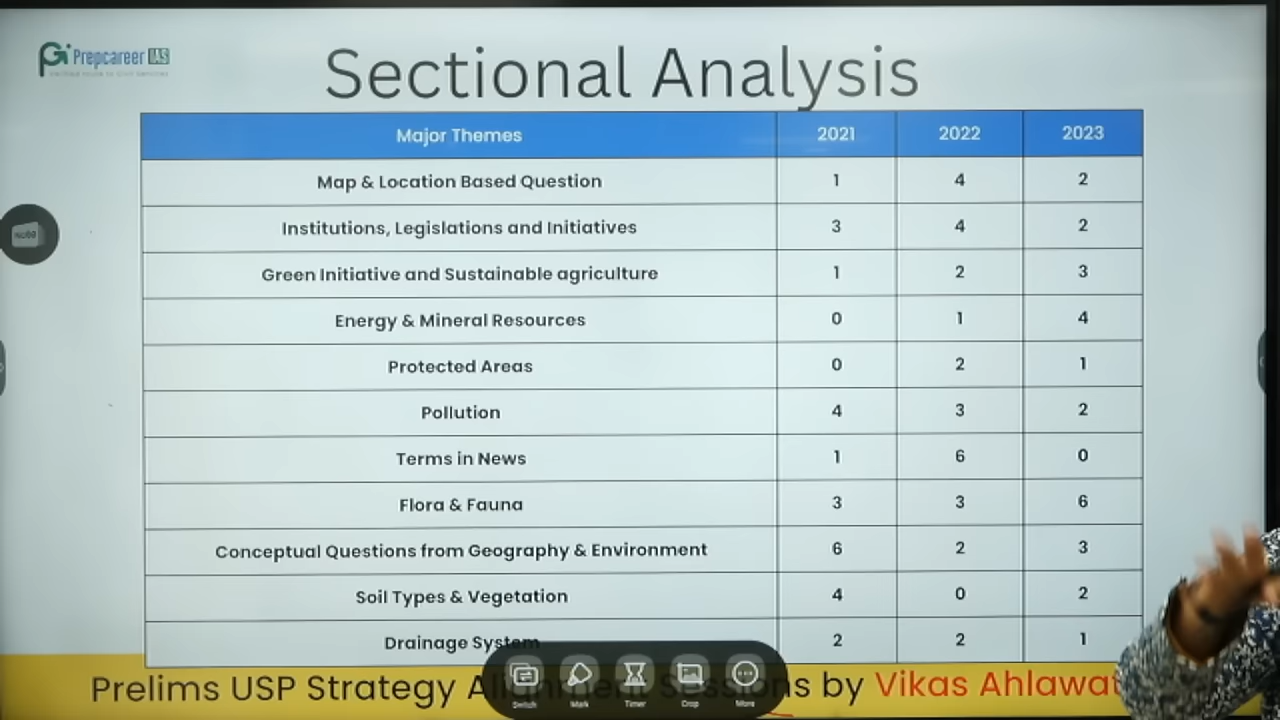 Prepcareer IAS
Sectional Analysis
Major Themes 2021 2022 2023
Map & Location Based Question 1 4 2
Institutions, Legislations and Initiatives 3 4 2
Green Initiative and Sustainable agriculture 1 2 3
Energy & Mineral Resources 0 1 4
Protected Areas 0 2 1
Pollution 4 3 2
Terms in News 1 6 0
Flora & Fauna 3 3 6
Conceptual Questions from Geography & Environment 6 2 3
Soil Types & Vegetation 4 0 2
Drainage System 2 2 1
Prelims USP Strategy Alignment Sessions by Vikas Ahlawat
Switch Mark Timer Crop More